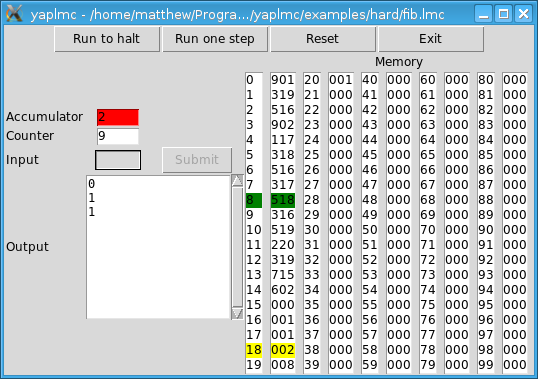 yaplmc - /home/matthew/Progra.../yaplmc/examples/hard/fib.lmc
Run to halt Run one step Reset Exit
Memory
0 901 20 001 40 000 60 000 80 000
1 319 21 000 41 000 61 000 81 000
2 516 22 000 42 000 62 000 82 000
Accumulator 2
3 902 23 000 43 000 63 000 83 000
Counter 9
4 117 24 000 44 000 64 000 84 000
5 318 25 000 45 000 65 000 85 000
Input Submit
6 516 26 000 46 000 66 000 86 000
7 317 27 000 47 000 67 000 87 000
0
8 518 28 000 48 000 68 000 88 000
1
9 316 29 000 49 000 69 000 89 000
1
10 519 30 000 50 000 70 000 90 000
Output
11 220 31 000 51 000 71 000 91 000
12 319 32 000 52 000 72 000 92 000
13 715 33 000 53 000 73 000 93 000
14 602 34 000 54 000 74 000 94 000
15 000 35 000 55 000 75 000 95 000
16 001 36 000 56 000 76 000 96 000
17 001 37 000 57 000 77 000 97 000
18 002 38 000 58 000 78 000 98 000
19 008 39 000 59 000 79 000 99 000